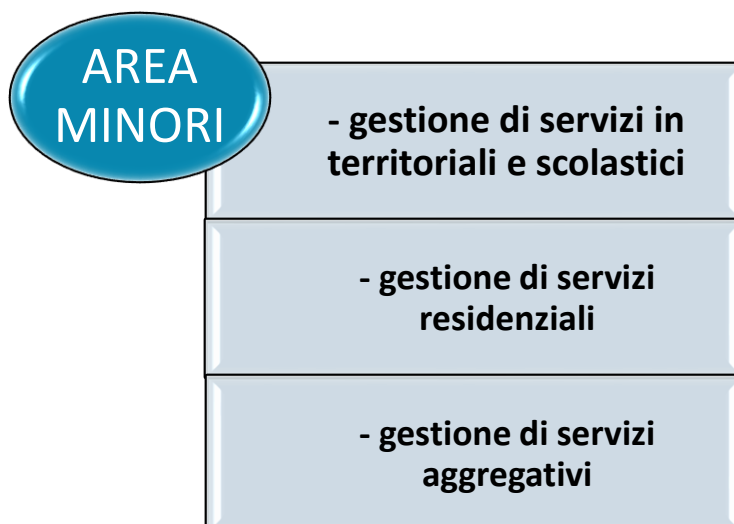 AREA
MINORI
- gestione di servizi in
territoriali e scolastici
- gestione di servizi
residenziali
- gestione di servizi
aggregativi